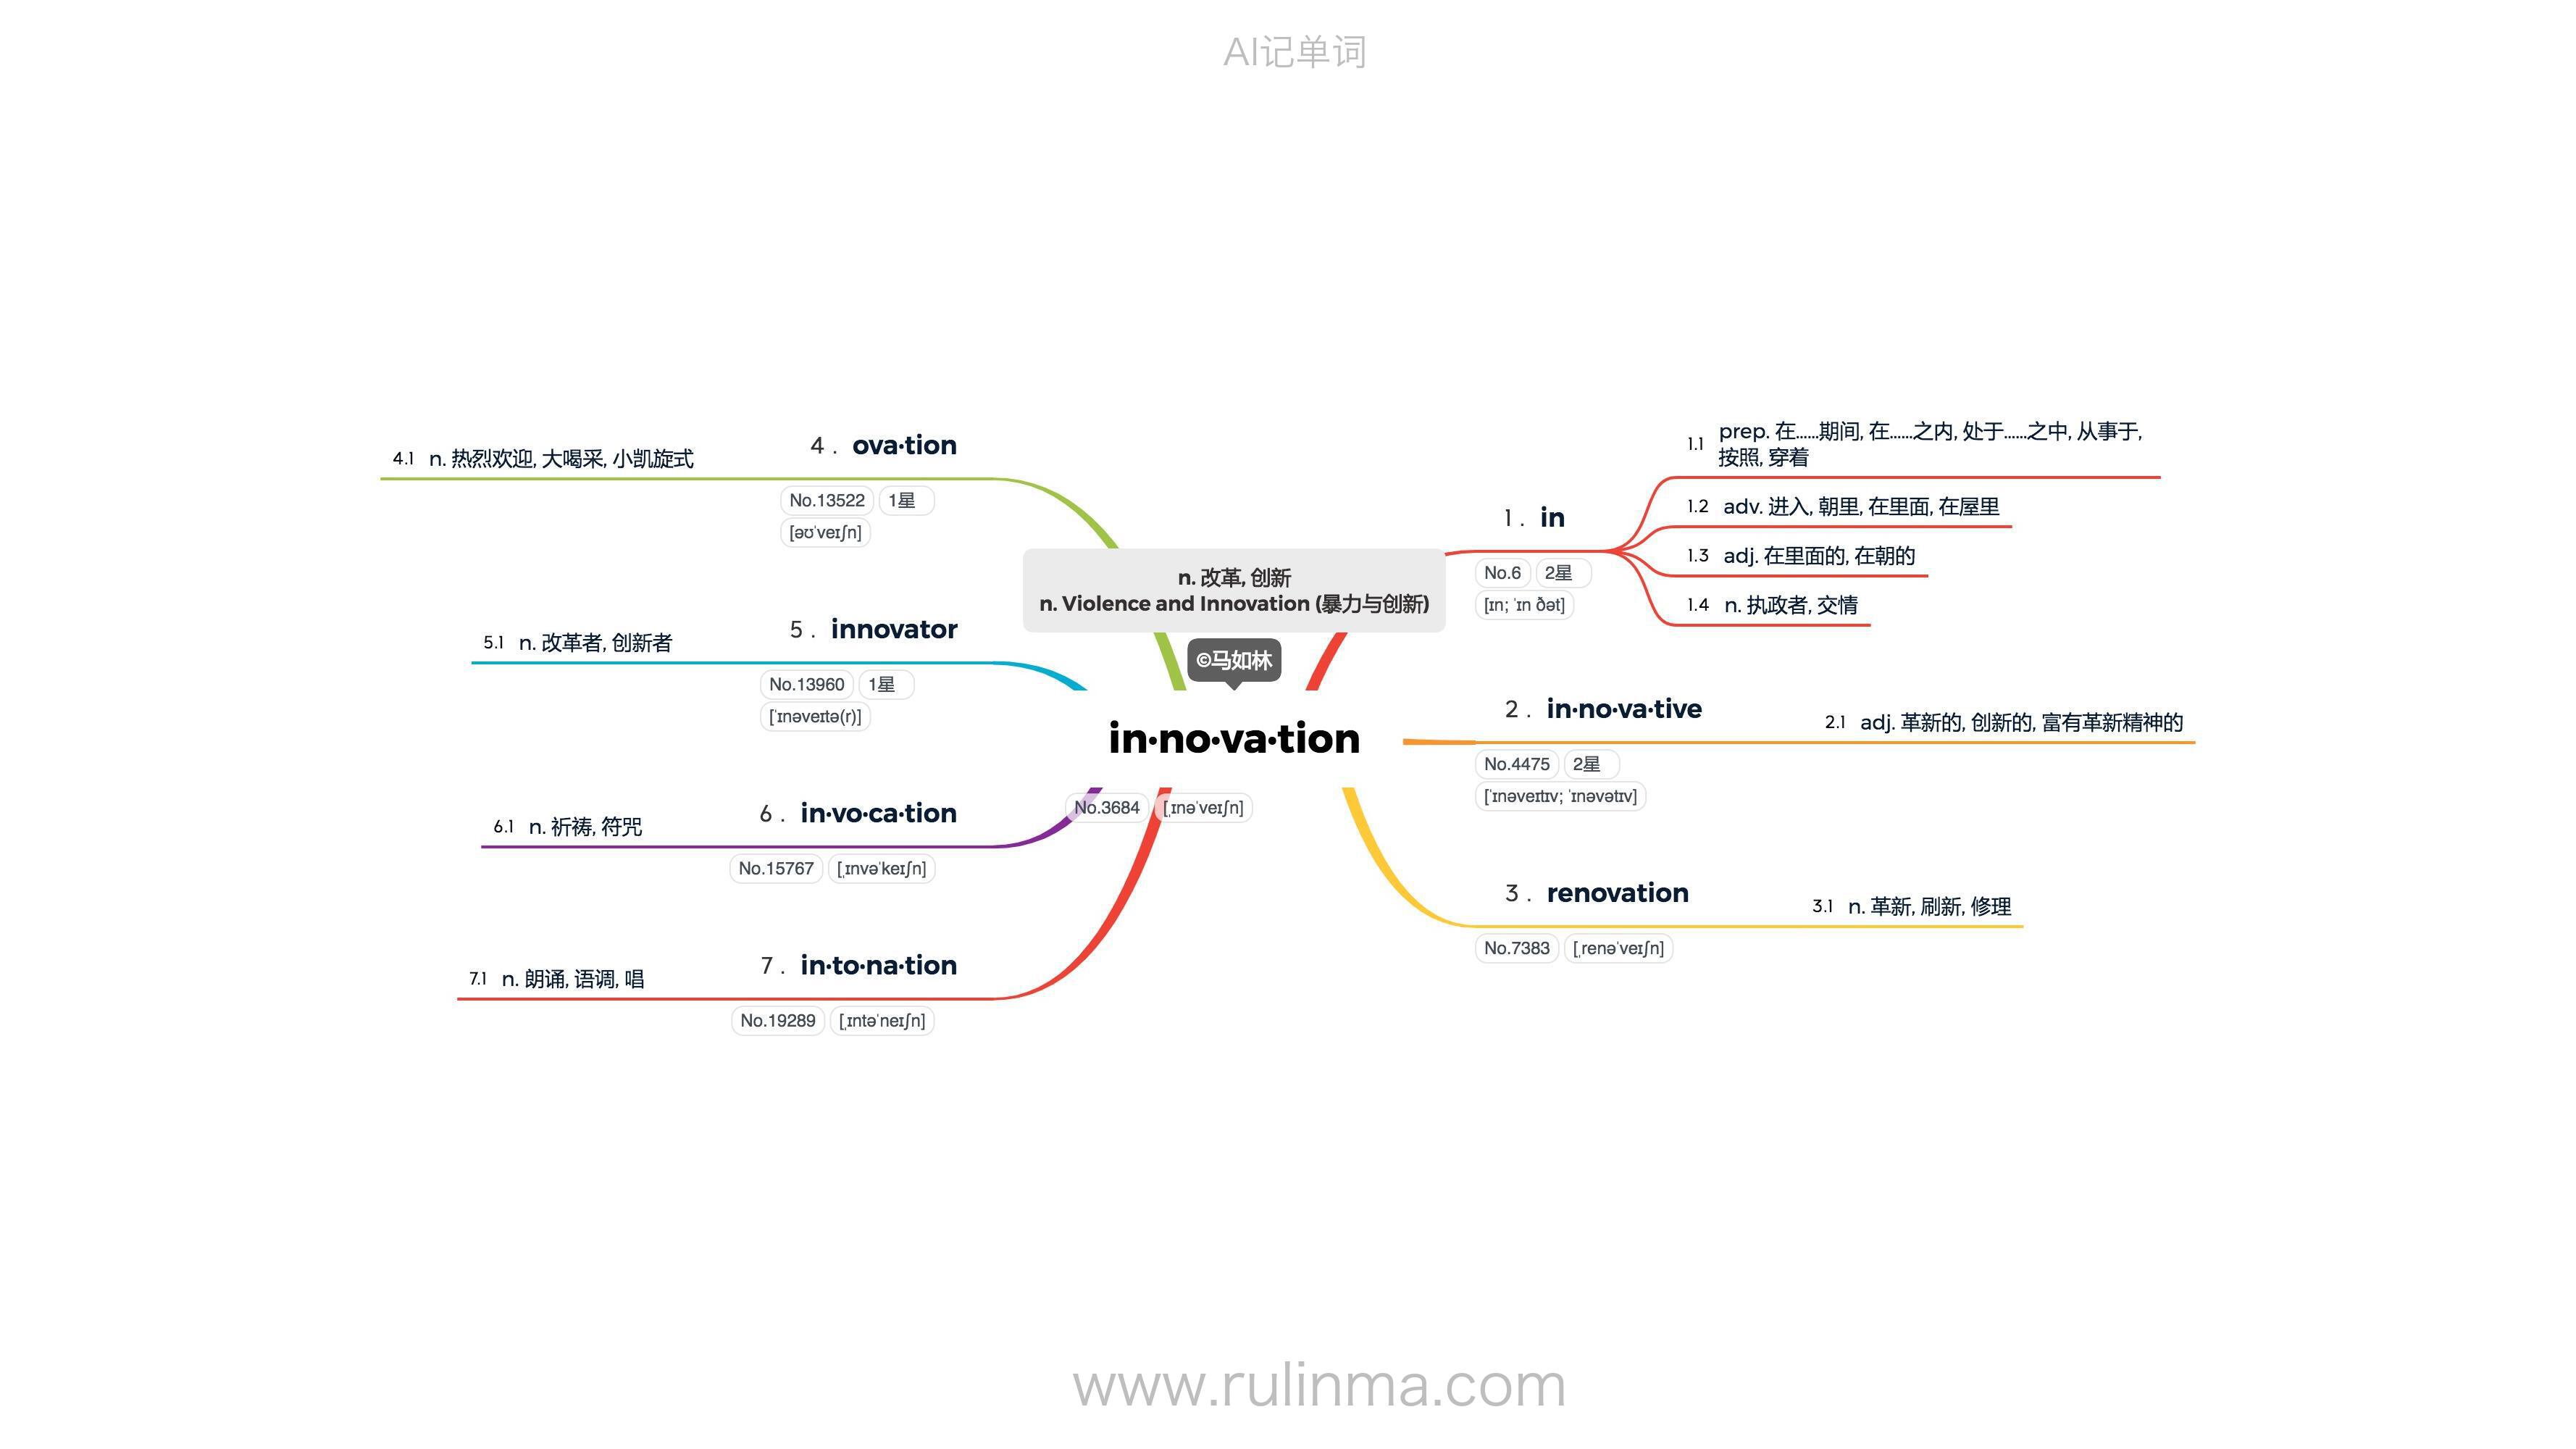 AI记单词
n. 改革, 创新
n. Violence and Innovation (暴力与创新)
©马如林
in·no·va·tion
No.3684 [ˌɪnəˈveɪʃn]
1 . in
No.6 2星
[ɪn; ˈɪn ðət]
1.1 prep. 在......期间, 在......之内, 处于......之中, 从事于,
按照, 穿着
1.2 adv. 进入, 朝里, 在里面, 在屋里
1.3 adj. 在里面的, 在朝的
1.4 n. 执政者, 交情
2 . in·no·va·tive
No.4475 2星
[ˈɪnəveɪtɪv; ˈɪnəvətɪv]
2.1 adj. 革新的, 创新的, 富有革新精神的
3 . renovation
No.7383 [ˌrenəˈveɪʃn]
3.1 n. 革新, 刷新, 修理
4 . ova·tion
No.13522 1星
[əʊˈveɪʃn]
4.1 n. 热烈欢迎, 大喝采, 小凯旋式
5 . innovator
No.13960 1星
[ˈɪnəveɪtə(r)]
5.1 n. 改革者, 创新者
6 . in·vo·ca·tion
No.15767 [ˌɪnvəˈkeɪʃn]
6.1 n. 祈祷, 符咒
7 . in·to·na·tion
No.19289 [ˌɪntəˈneɪʃn]
7.1 n. 朗诵, 语调, 唱
www.rulinma.com